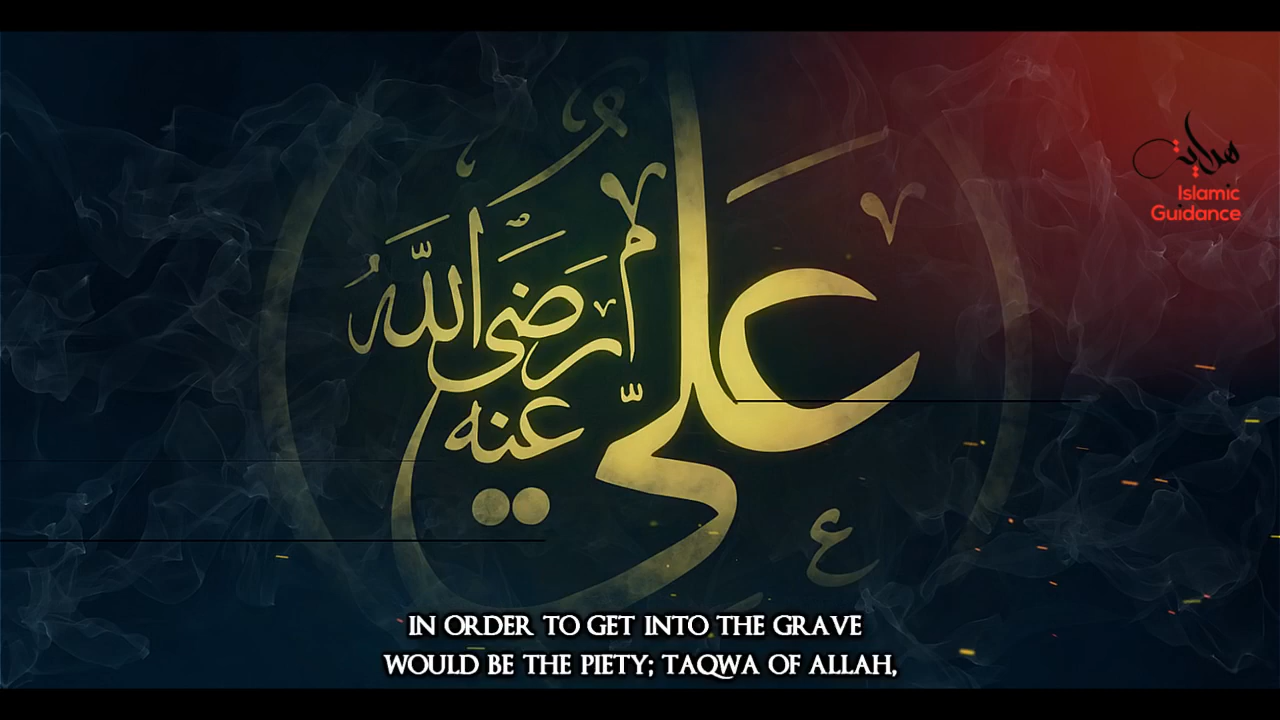 هداية
Islamic
Guidance
عليّ
رضي الله
عنه
IN ORDER TO GET INTO THE GRAVE
WOULD BE THE PIETY; TAQWA OF ALLAH,